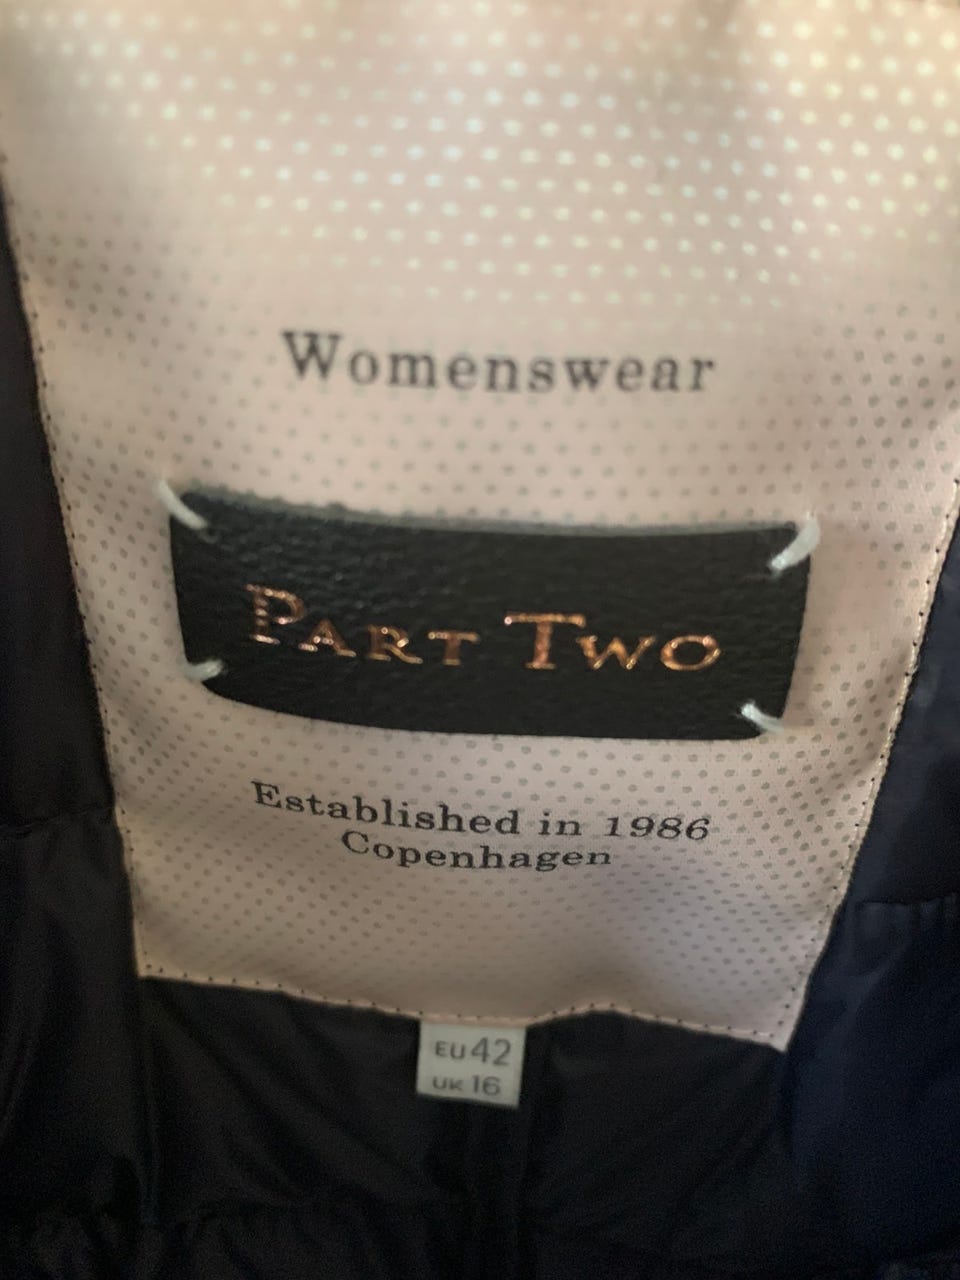 Womenswear
PART TWO
Established in 1986
Copenhagen
EU 42
UK 16